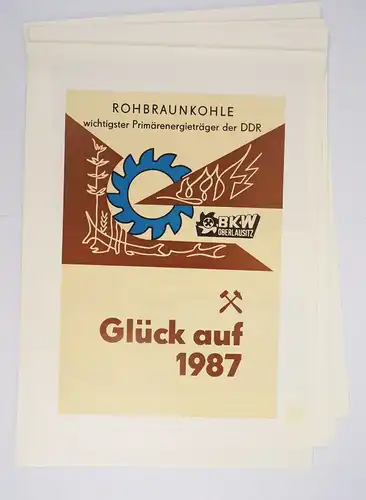 ROHBRAUNKOHLE
wichtigster Primärenergieträger der DDR
BKW
OBERLAUSITZ
Glück auf
1987